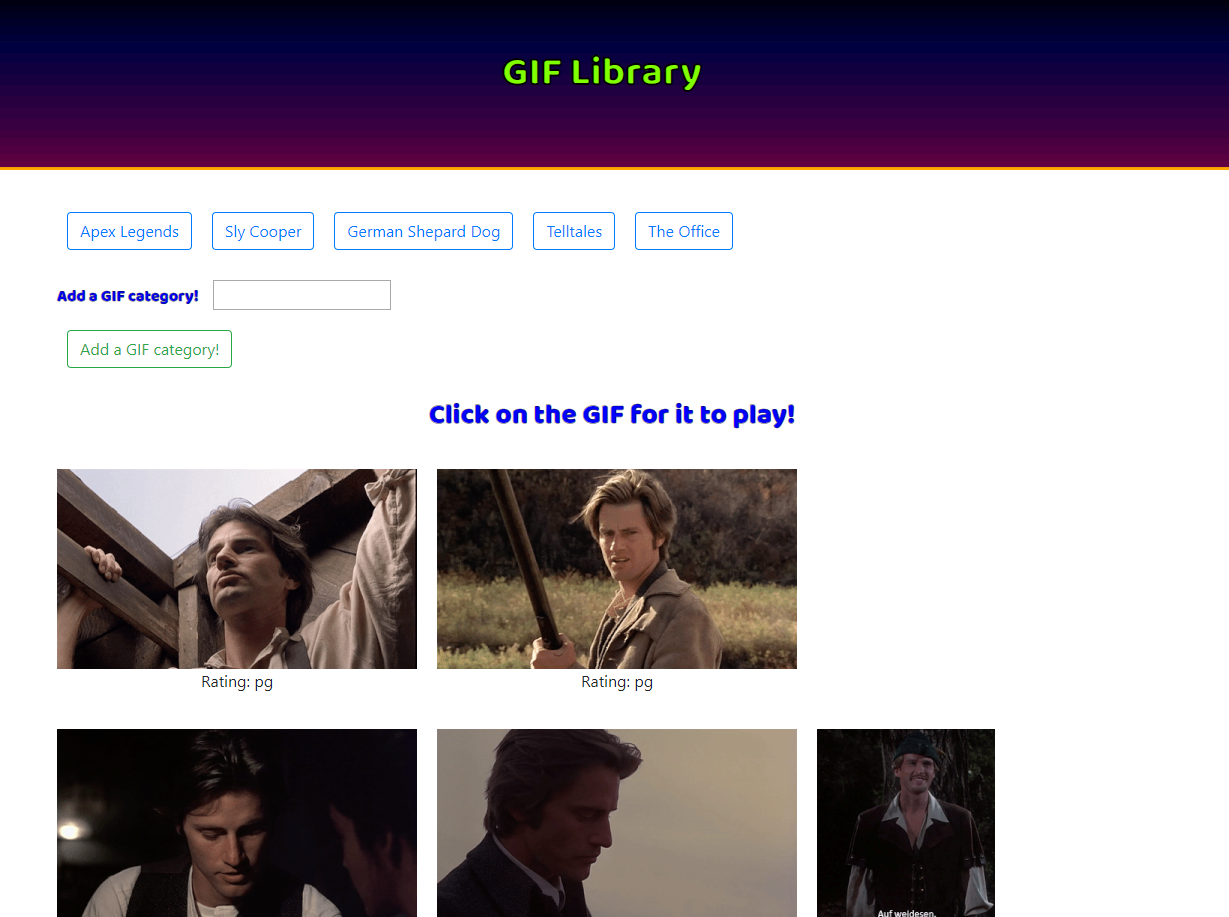 GIF Library
Apex Legends Sly Cooper German Shepard Dog Telltales The Office
Add a GIF category!
Add a GIF category!
Click on the GIF for it to play!
Rating: pg Rating: pg
Auf weidesen.